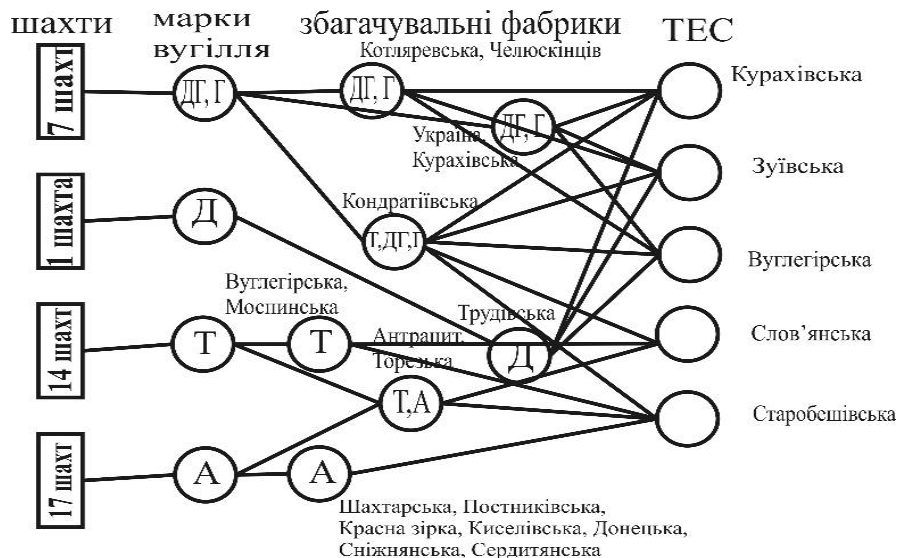 шахти
марки
вугілля
збагачувальні фабрики
ТЕС
Котляревська, Челюскінців
7 шахт
ДГ, Г
ДГ, Г
ДГ, Г
Україна,
Курахівська
Курахівська
Зуївська
1 шахта
Д
Кондратіївська
Т,ДГ,Г
Вуглегірська
Вуглегірська,
Моспинська
Трудівська
Слов’янська
14 шахт
Т
Т
Антрацит,
Торезька
Д
Т,А
Старобешівська
17 шахт
А
А
Шахтарська, Постниківська,
Красна зірка, Киселівська, Донецька,
Сніжнянська, Сердитянська